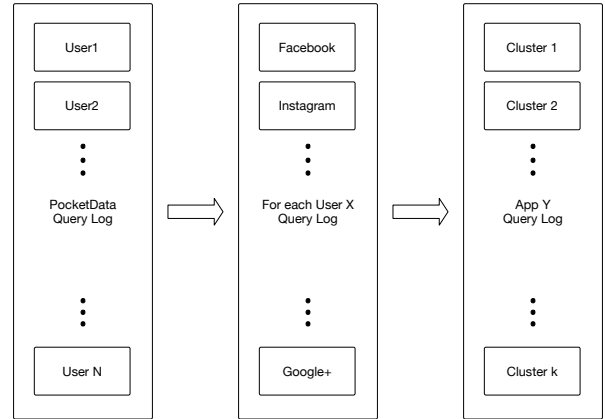 User1
User2
PocketData
Query Log
User N
Facebook
Instagram
For each User X
Query Log
Google+
Cluster 1
Cluster 2
App Y
Query Log
Cluster k